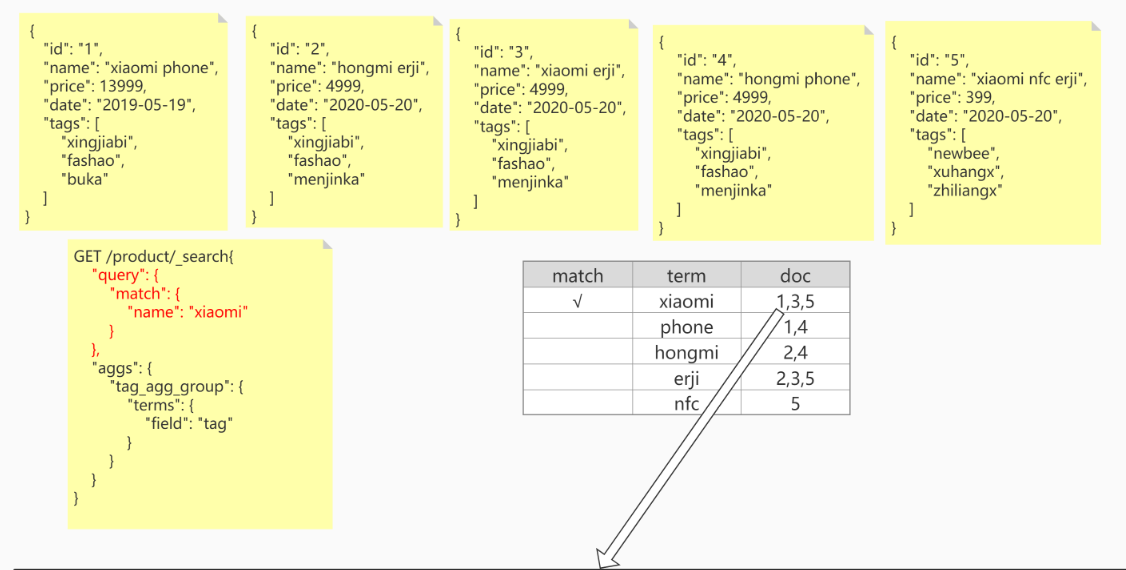 {
"id": "1",
"name": "xiaomi phone",
"price": 13999,
"date": "2019-05-19",
"tags": [
"xingjiabi",
"fashao",
"buka"
]
}
{
"id": "2",
"name": "hongmi erji",
"price": 4999,
"date": "2020-05-20",
"tags": [
"xingjiabi",
"fashao",
"menjinka"
]
}
{
"id": "3",
"name": "xiaomi erji",
"price": 4999,
"date": "2020-05-20",
"tags": [
"xingjiabi",
"fashao",
"menjinka"
]
}
{
"id": "4",
"name": "hongmi phone",
"price": 4999,
"date": "2020-05-20",
"tags": [
"xingjiabi",
"fashao",
"menjinka"
]
}
{
"id": "5",
"name": "xiaomi nfc erji",
"price": 399,
"date": "2020-05-20",
"tags": [
"newbee",
"xuhangx",
"zhiliangx"
]
}
GET /product/_search{
"query": {
"match": {
"name": "xiaomi"
}
},
"aggs": {
"tag_agg_group": {
"terms": {
"field": "tag"
}
}
}
}
match term doc
√ xiaomi 1,3,5
phone 1,4
hongmi 2,4
erji 2,3,5
nfc 5